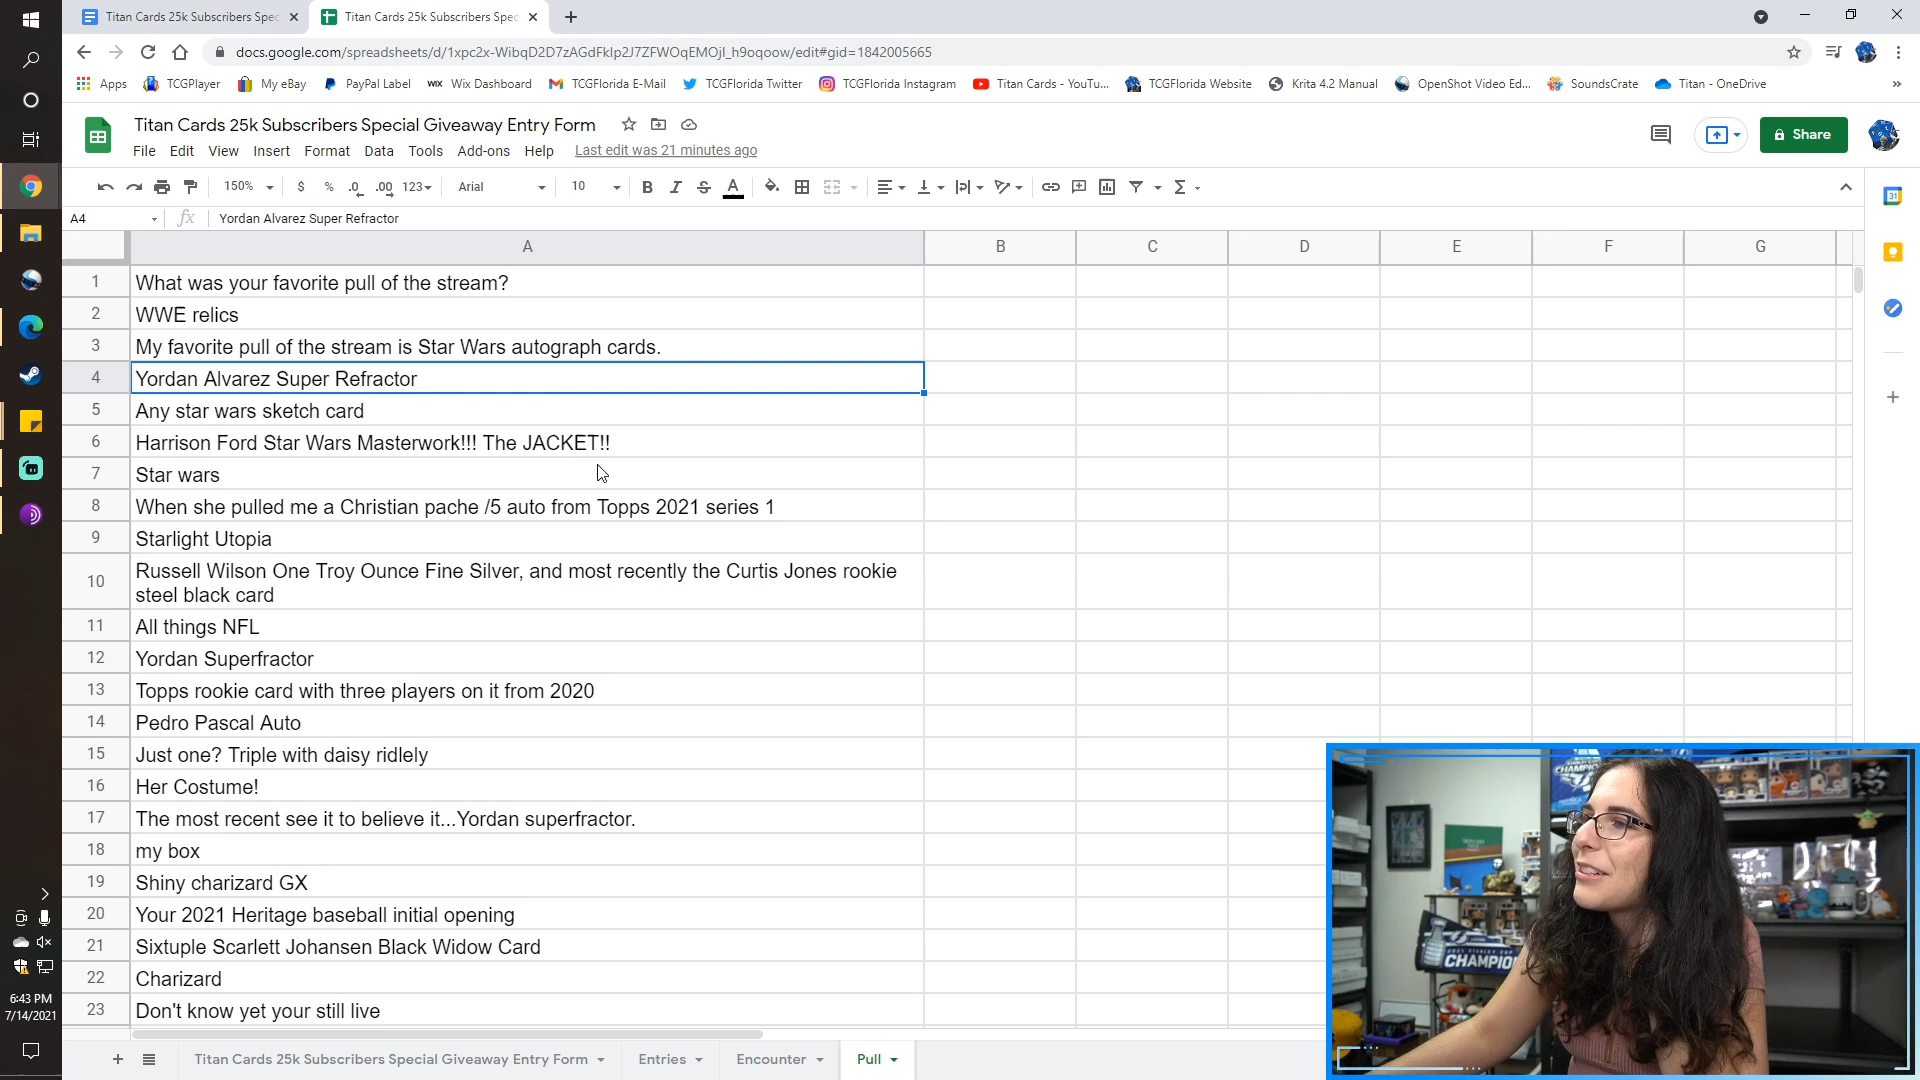 Titan Cards 25k Subscribers Spec
Titan Cards 25k Subscribers Spec
docs.google.com/spreadsheets/d/1xpc2x-WibqD2D7zAGdFklp2J7ZFWOqEMOjl_h9oqoow/edit#gid=1842005665
Apps TCGPlayer My eBay PayPal Label WIX Wix Dashboard TCGFlorida E-Mail TCGFlorida Twitter TCGFlorida Instagram Titan Cards - YouTu... TCGFlorida Website Krita 4.2 Manual OpenShot Video Ed... SoundsCrate Titan - OneDrive »
Titan Cards 25k Subscribers Special Giveaway Entry Form
Share
File Edit View Insert Format Data Tools Add-ons Help Last edit was 21 minutes ago
150% $ % .0 .00 123 Arial 10 B I S A
31
A4 fx Yordan Alvarez Super Refractor
A B C D E F G
1 What was your favorite pull of the stream?
2 WWE relics
3 My favorite pull of the stream is Star Wars autograph cards.
4 Yordan Alvarez Super Refractor
5 Any star wars sketch card
6 Harrison Ford Star Wars Masterwork!!! The JACKET!!
7 Star wars
8 When she pulled me a Christian pache /5 auto from Topps 2021 series 1
9 Starlight Utopia
10 Russell Wilson One Troy Ounce Fine Silver, and most recently the Curtis Jones rookie
steel black card
11 All things NFL
12 Yordan Superfractor
13 Topps rookie card with three players on it from 2020
14 Pedro Pascal Auto
15 Just one? Triple with daisy ridlely
16 Her Costume!
17 The most recent see it to believe it...Yordan superfractor.
18 my box
19 Shiny charizard GX
20 Your 2021 Heritage baseball initial opening
21 Sixtuple Scarlett Johansen Black Widow Card
22 Charizard
23 Don't know yet your still live
6:43 PM
7/14/2021
Titan Cards 25k Subscribers Special Giveaway Entry Form Entries Encounter Pull